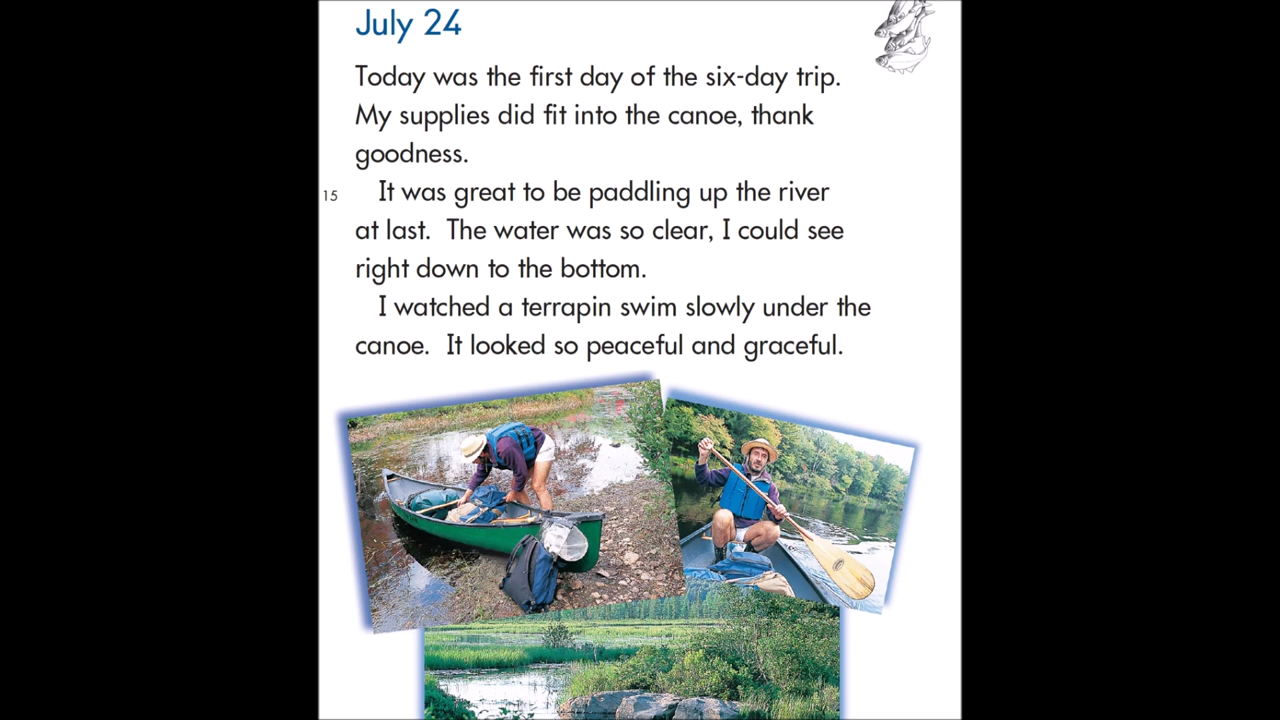 July 24
Today was the first day of the six-day trip.
My supplies did fit into the canoe, thank
goodness.
15 It was great to be paddling up the river
at last. The water was so clear, I could see
right down to the bottom.
I watched a terrapin swim slowly under the
canoe. It looked so peaceful and graceful.